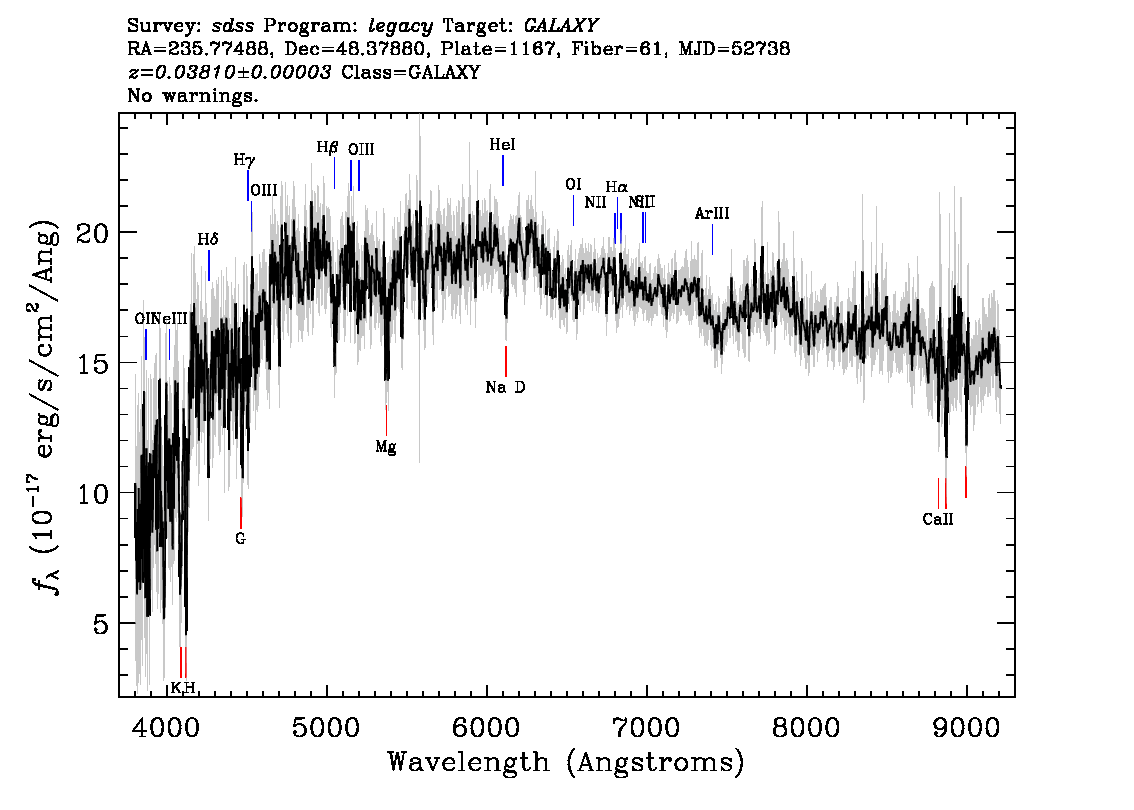 Survey: sdss Program: legacy Target: GALAXY
RA=235.77488, Dec=48.37880, Plate=1167, Fiber=61, MJD=52738
z=0.03810±0.00003 Class=GALAXY
No warnings.
Hγ
Hβ OIII
HeI
OIII
OI
Hα
NII
SII
ArIII
Hδ
NeIII
20
15
10
5
Na D
Mg
G
CaII
K H
4000 5000 6000 7000 8000 9000
Wavelength (Angstroms)
fλ (10⁻¹⁷ erg/s/cm²/Ang)